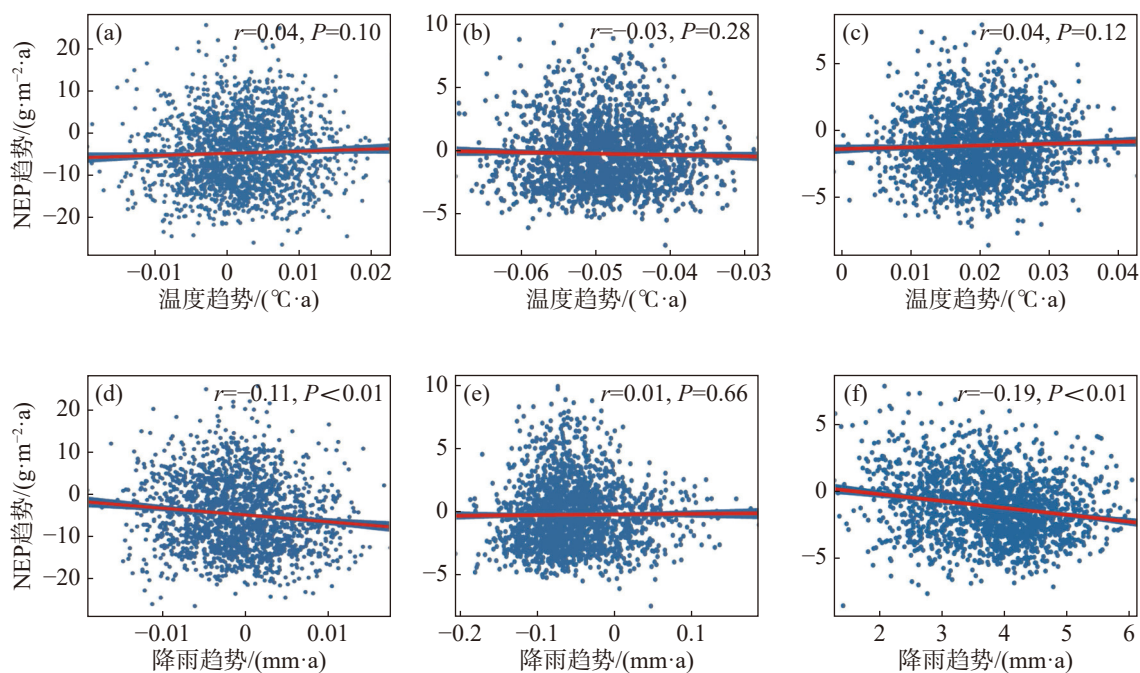 (a) r=0.04, P=0.10
(b) r=−0.03, P=0.28
(c) r=0.04, P=0.12
NEP趋势/(g·m⁻²·a)
20
10
0
−10
−20
10
5
0
−5
5
0
−5
−0.01 0 0.01 0.02
−0.06 −0.05 −0.04 −0.03
0 0.01 0.02 0.03 0.04
温度趋势/(℃·a)
温度趋势/(℃·a)
温度趋势/(℃·a)
(d) r=−0.11, P<0.01
(e) r=0.01, P=0.66
(f) r=−0.19, P<0.01
NEP趋势/(g·m⁻²·a)
20
10
0
−10
−20
10
5
0
−5
5
0
−5
−0.01 0 0.01
−0.2 −0.1 0 0.1
2 3 4 5 6
降雨趋势/(mm·a)
降雨趋势/(mm·a)
降雨趋势/(mm·a)